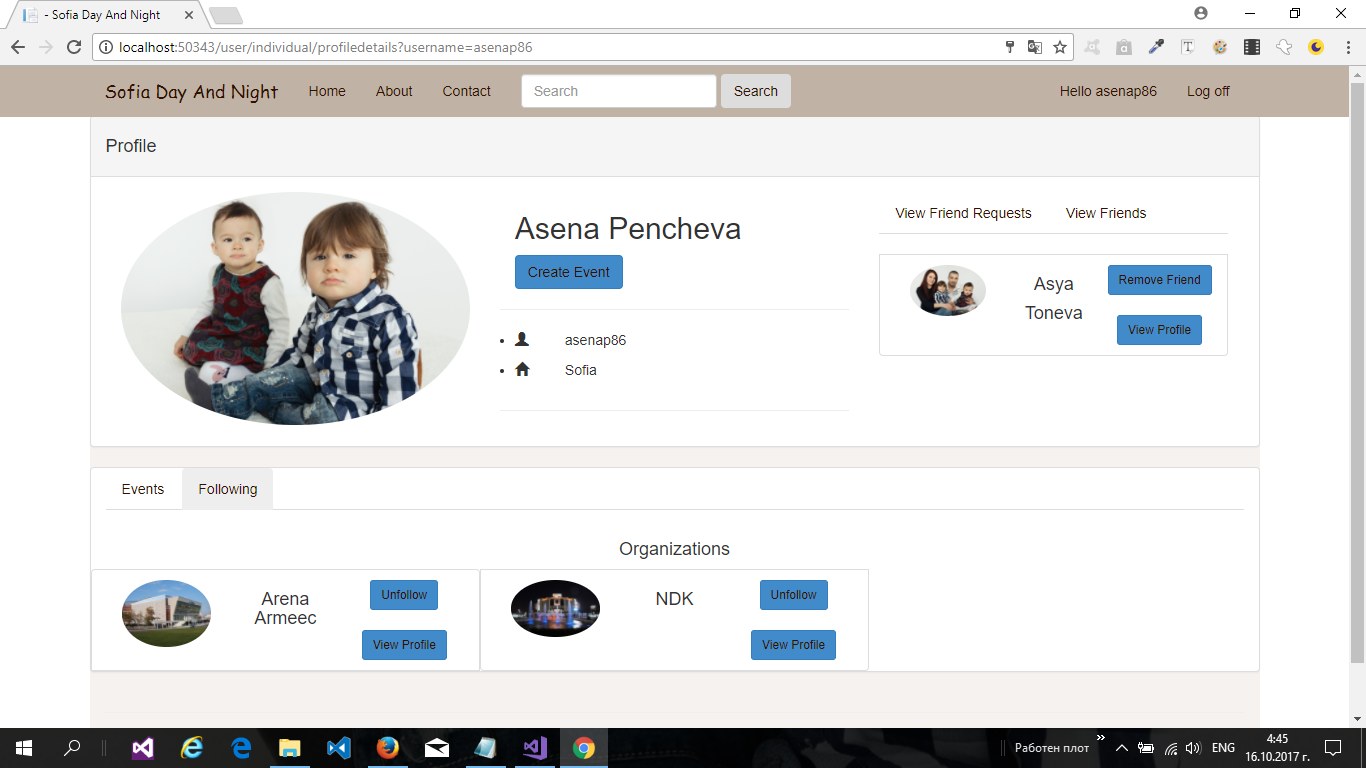 - Sofia Day And Night
localhost:50343/user/individual/profiledetails?username=asenap86
Sofia Day And Night Home About Contact Search Search Hello asenap86 Log off
Profile
View Friend Requests View Friends
Asena Pencheva
Create Event
Asya
Toneva
Remove Friend
View Profile
asenap86
Sofia
Events Following
Organizations
Arena
Armeec
Unfollow
View Profile
NDK
Unfollow
View Profile
Работен плот
ENG
4:45
16.10.2017 г.